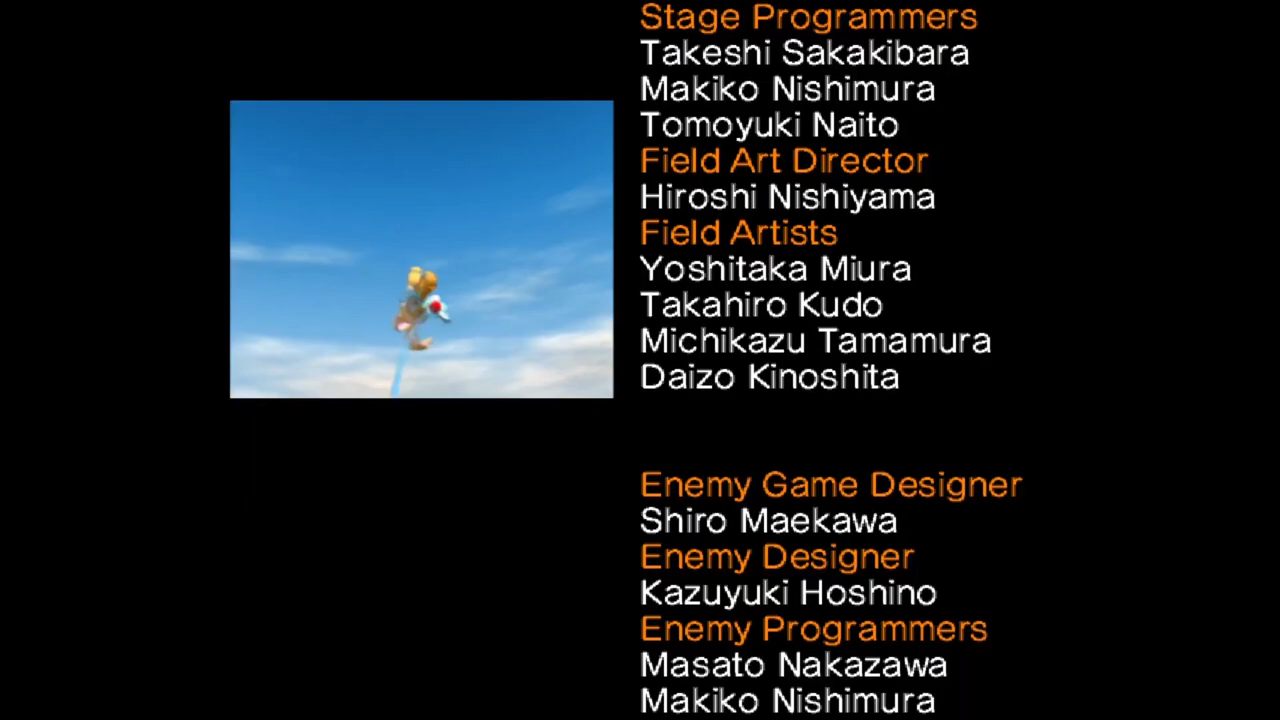 Stage Programmers
Takeshi Sakakibara
Makiko Nishimura
Tomoyuki Naito
Field Art Director
Hiroshi Nishiyama
Field Artists
Yoshitaka Miura
Takahiro Kudo
Michikazu Tamamura
Daizo Kinoshita
Enemy Game Designer
Shiro Maekawa
Enemy Designer
Kazuyuki Hoshino
Enemy Programmers
Masato Nakazawa
Makiko Nishimura